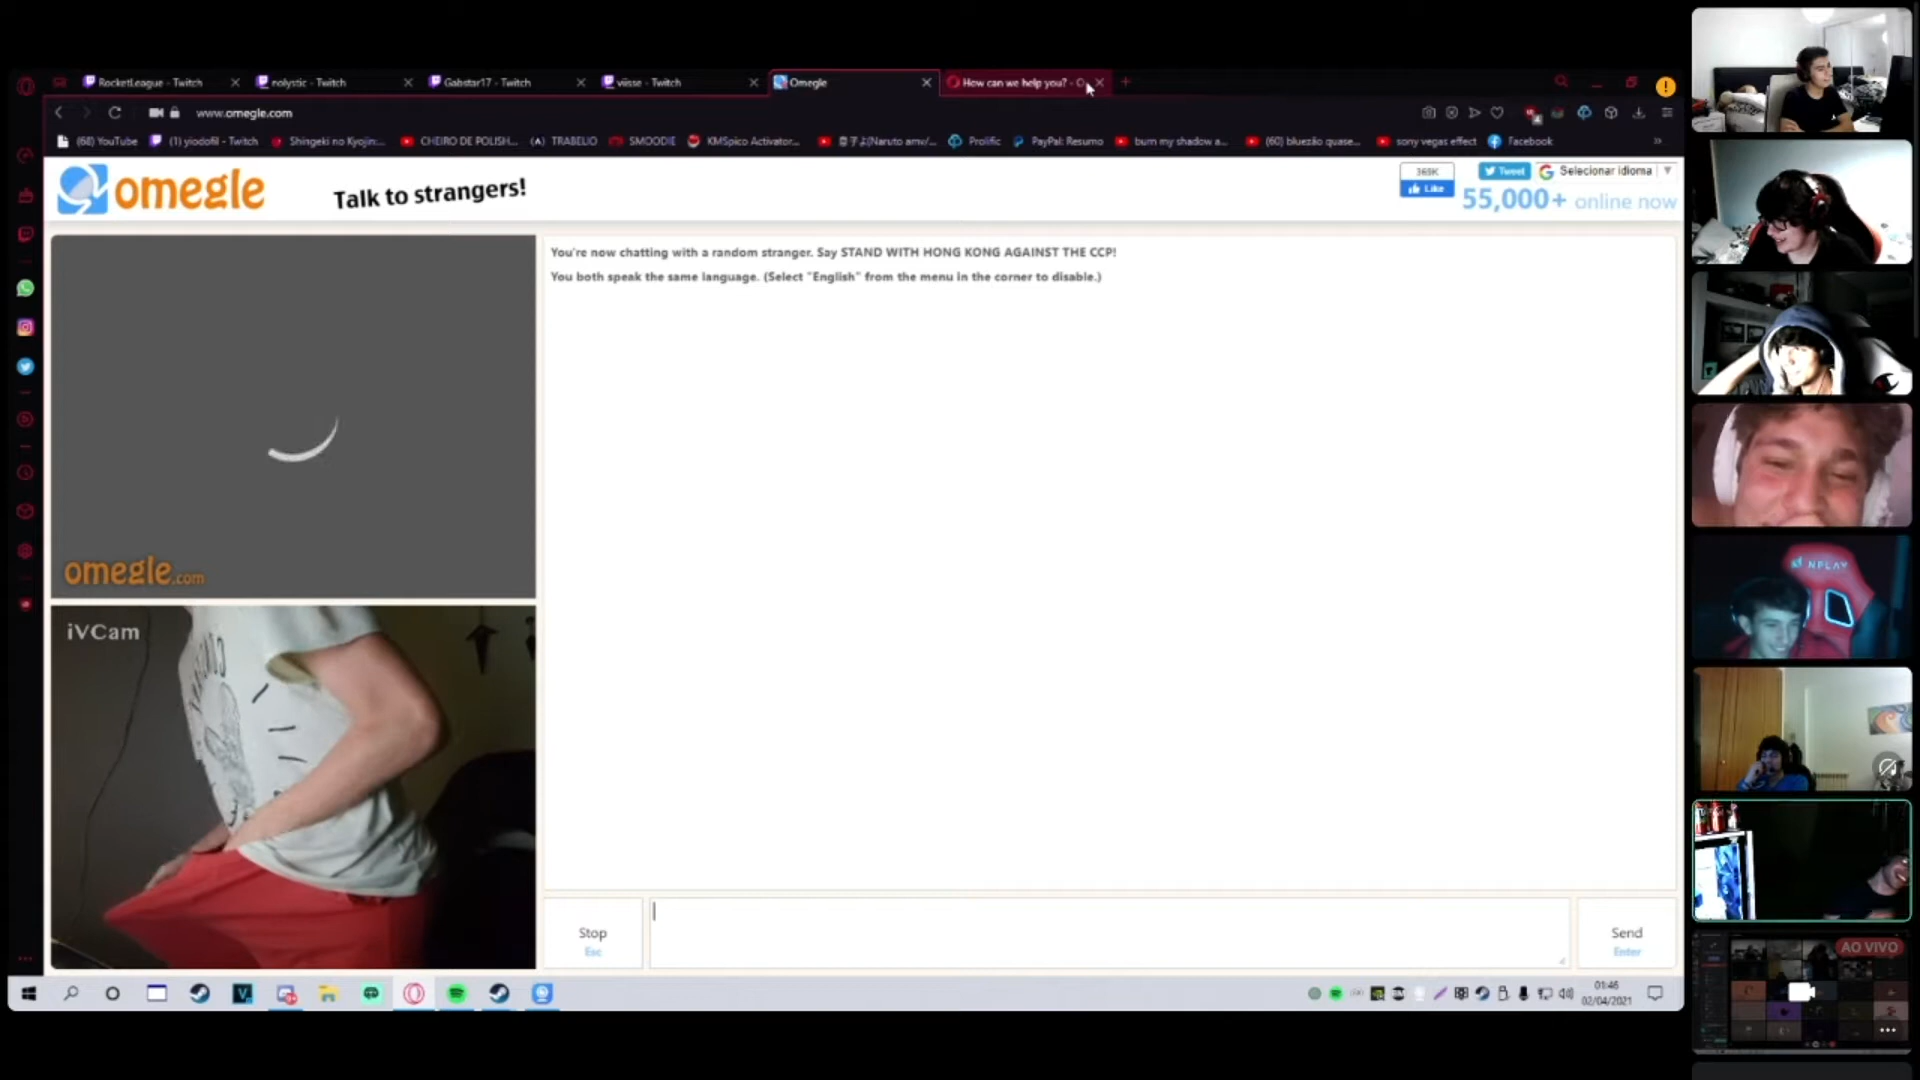 RocketLeague - Twitch
nolystic - Twitch
Gabstar17 - Twitch
viisse - Twitch
Omegle
How can we help you? - O
www.omegle.com
(68) YouTube
(1) yiodofil - Twitch
Shingeki no Kyojin:...
CHEIRO DE POLISH...
TRABELIO
SMOODIE
KMSpico Activator...
Prolific
PayPal: Resumo
burn my shadow a...
(60) bluezão quase...
sony vegas effect
Facebook
omegle
Talk to strangers!
369K
Like
Tweet
Selecionar idioma
55,000+ online now
You're now chatting with a random stranger. Say STAND WITH HONG KONG AGAINST THE CCP!
You both speak the same language. (Select "English" from the menu in the corner to disable.)
omegle.com
iVCam
Stop
Esc
Send
Enter
01:46
02/04/2021
NPLAY
AO VIVO